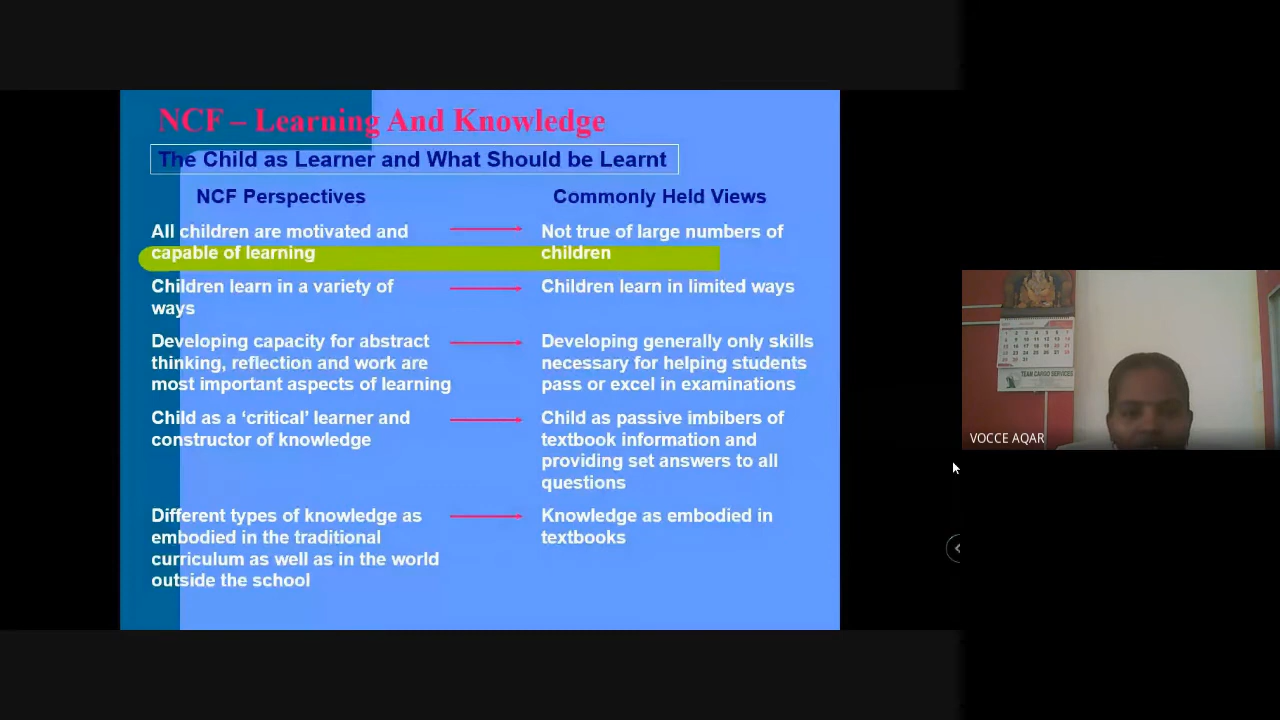 NCF – Learning And Knowledge
The Child as Learner and What Should be Learnt
NCF Perspectives
Commonly Held Views
All children are motivated and
capable of learning
Not true of large numbers of
children
Children learn in a variety of
ways
Children learn in limited ways
Developing capacity for abstract
thinking, reflection and work are
most important aspects of learning
Developing generally only skills
necessary for helping students
pass or excel in examinations
Child as a ‘critical’ learner and
constructor of knowledge
Child as passive imbibers of
textbook information and
providing set answers to all
questions
Different types of knowledge as
embodied in the traditional
curriculum as well as in the world
outside the school
Knowledge as embodied in
textbooks
TEAM CARGO SERVICES
VOCCE AQAR